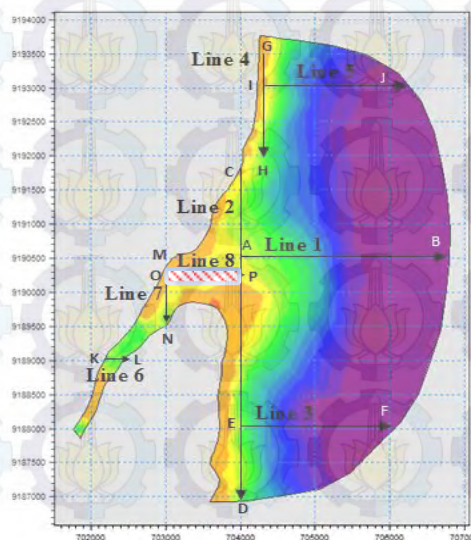 9194000
G
Line 4
9193500
Line 5
J
I
9193000
9192500
9192000
C
H
9191500
Line 2
9191000
A
Line 1
B
9190500
M
Line 8
O
P
9190000
Line 7
9189500
N
9189000
K
L
Line 6
9188500
Line 3
F
E
9188000
9187500
9187000
D
702000
703000
704000
705000
706000